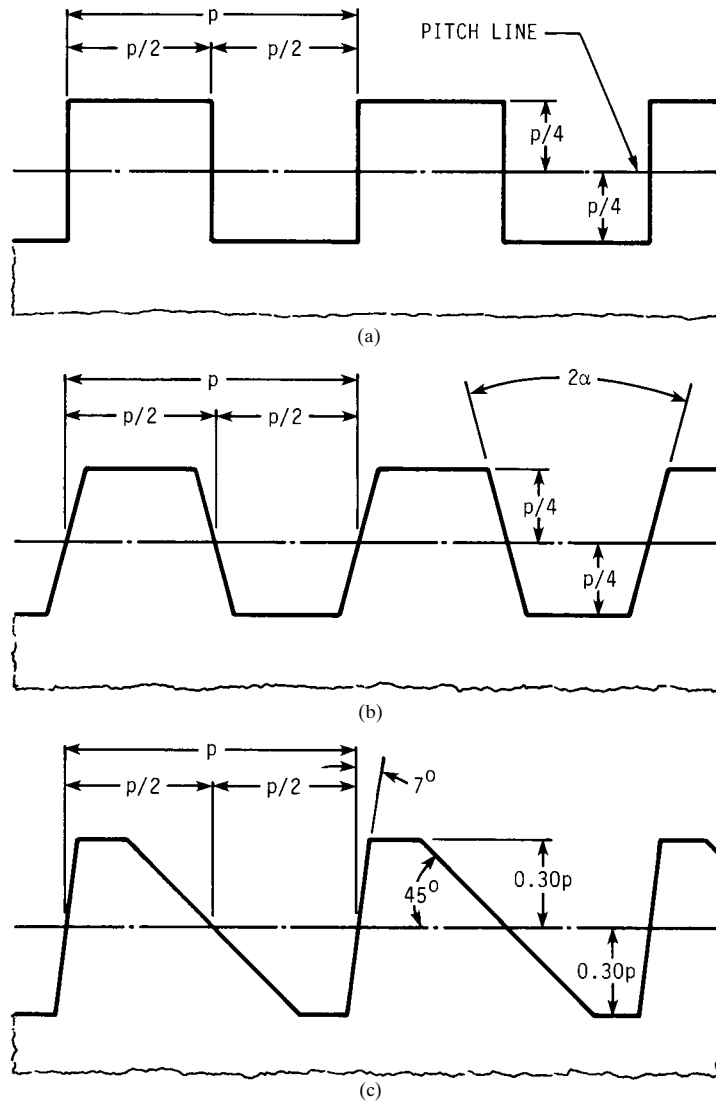 p
p/2 p/2 PITCH LINE
p/4
p/4
(a)
p 2α
p/2 p/2
p/4
p/4
(b)
p
p/2 p/2 7°
45° 0.30p
0.30p
(c)